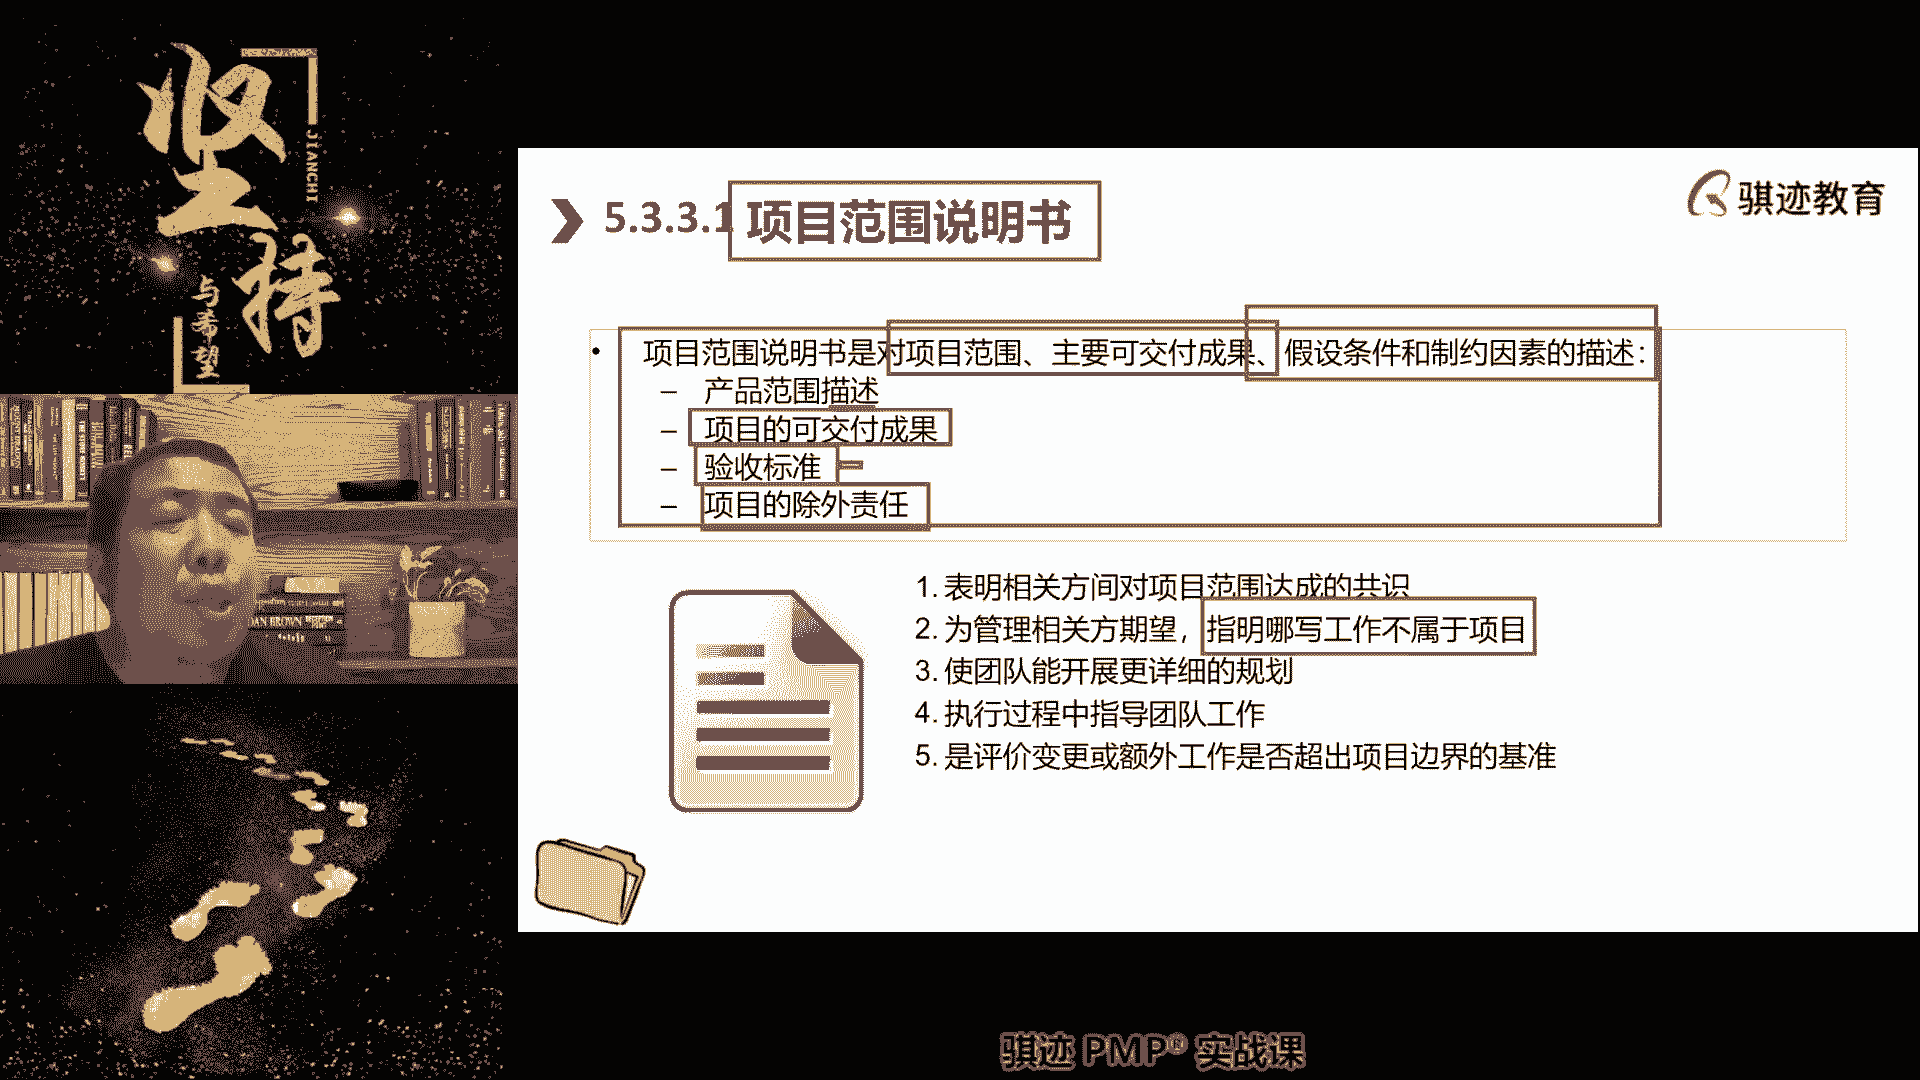 坚持
JIANCHI
与希望
DAN BROWN
5.3.3.1 项目范围说明书
骐迹教育
• 项目范围说明书是对项目范围、主要可交付成果、假设条件和制约因素的描述：
– 产品范围描述
– 项目的可交付成果
– 验收标准
– 项目的除外责任
1. 表明相关方间对项目范围达成的共识
2. 为管理相关方期望，指明哪写工作不属于项目
3. 使团队能开展更详细的规划
4. 执行过程中指导团队工作
5. 是评价变更或额外工作是否超出项目边界的基准
骐迹 PMP® 实战课